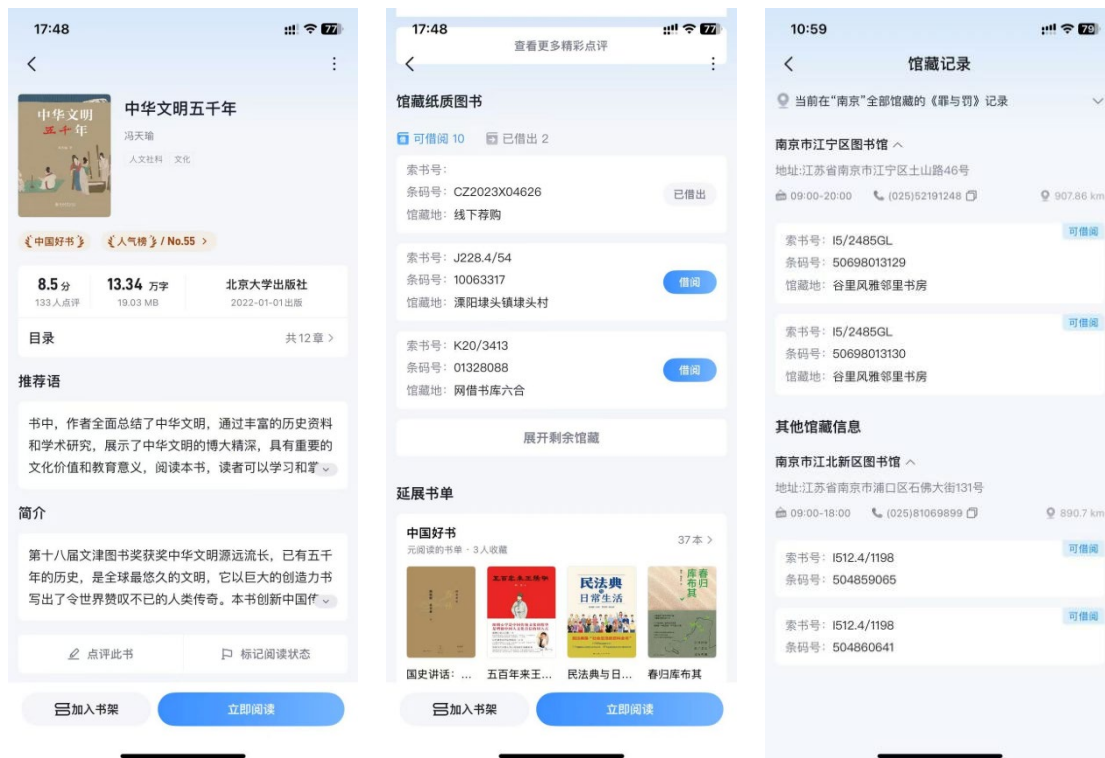 17:48
77
中华文明
五千年
中华文明五千年
冯天瑜
人文社科 文化
中国好书
人气榜 / No.55 >
8.5 分 13.34 万字 北京大学出版社
133人点评 19.03 MB 2022-01-01出版
目录 共12章 >
推荐语
书中，作者全面总结了中华文明，通过丰富的历史资料
和学术研究，展示了中华文明的博大精深，具有重要的
文化价值和教育意义，阅读本书，读者可以学习和掌
简介
第十八届文津图书奖获奖中华文明源远流长，已有五千
年的历史，是全球最悠久的文明，它以巨大的创造力书
写出了令世界赞叹不已的人类传奇。本书创新中国传
点评此书 标记阅读状态
加入书架 立即阅读
17:48
77
查看更多精彩点评
馆藏纸质图书
可借阅 10 已借出 2
索书号：
条码号：CZ2023X04626
馆藏地：线下荐购
已借出
索书号：J228.4/54
条码号：10063317
馆藏地：溧阳埭头镇埭头村
借阅
索书号：K20/3413
条码号：01328088
馆藏地：网借书库六合
借阅
展开剩余馆藏
延展书单
中国好书
元阅读的书单 · 3人收藏
37本 >
五百年来王阳明
民法典
日常生活
春归
库布其
国史讲话：... 五百年来王... 民法典与日... 春归库布其
加入书架 立即阅读
10:59
79
馆藏记录
当前在“南京”全部馆藏的《罪与罚》记录
南京市江宁区图书馆
地址:江苏省南京市江宁区土山路46号
09:00-20:00 (025)52191248 907.86 km
可借阅
索书号：I5/2485GL
条码号：50698013129
馆藏地：谷里风雅邻里书房
可借阅
索书号：I5/2485GL
条码号：50698013130
馆藏地：谷里风雅邻里书房
其他馆藏信息
南京市江北新区图书馆
地址:江苏省南京市浦口区石佛大街131号
09:00-18:00 (025)81069899 890.7 km
可借阅
索书号：I512.4/1198
条码号：504859065
可借阅
索书号：I512.4/1198
条码号：504860641